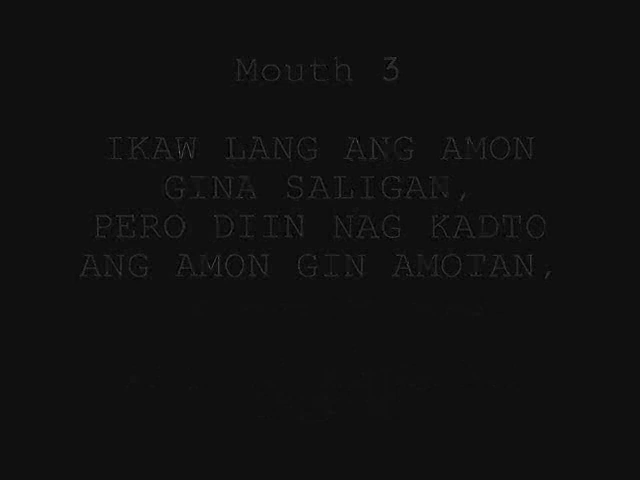 Mouth 3
IKAW LANG ANG AMON
GINA SALIGAN,
PERO DIIN NAG KADTO
ANG AMON GIN AMOTAN,